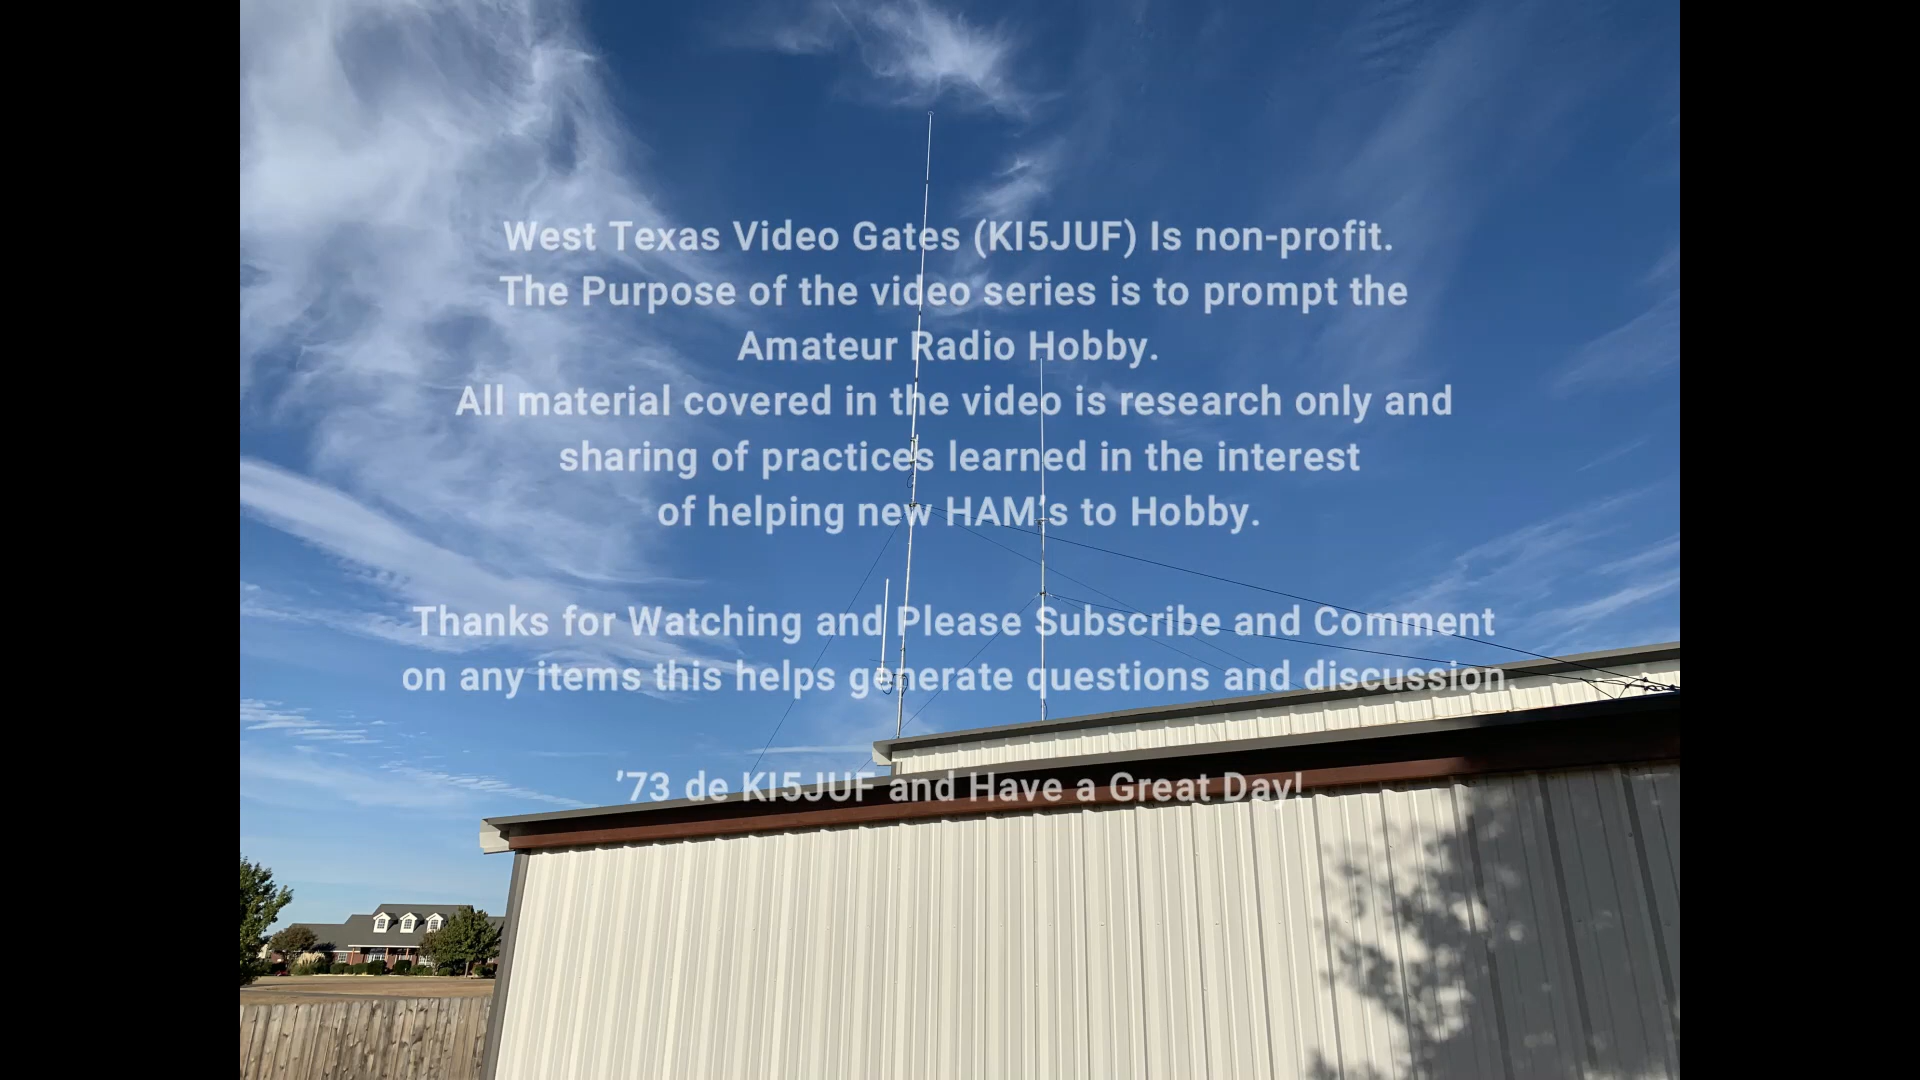 West Texas Video Gates (KI5JUF) Is non-profit.
The Purpose of the video series is to prompt the
Amateur Radio Hobby.
All material covered in the video is research only and
sharing of practices learned in the interest
of helping new HAM's to Hobby.
Thanks for Watching and Please Subscribe and Comment
on any items this helps generate questions and discussion.
'73 de KI5JUF and Have a Great Day!